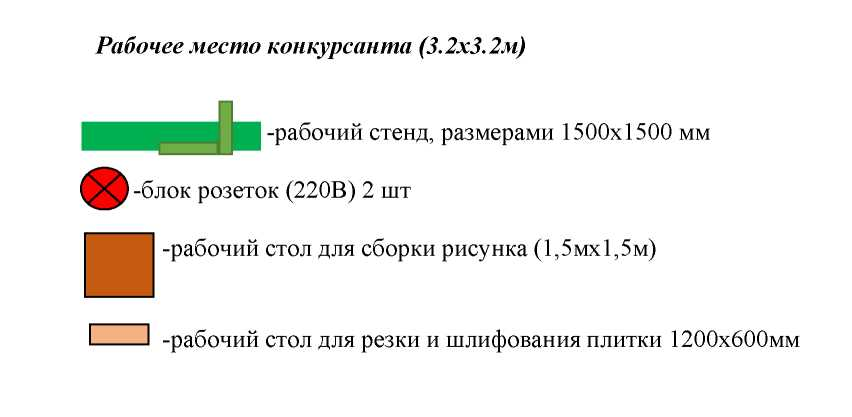 Рабочее место конкурсанта (3.2х3.2м)
-рабочий стенд, размерами 1500х1500 мм
-блок розеток (220В) 2 шт
-рабочий стол для сборки рисунка (1,5мх1,5м)
-рабочий стол для резки и шлифования плитки 1200х600мм